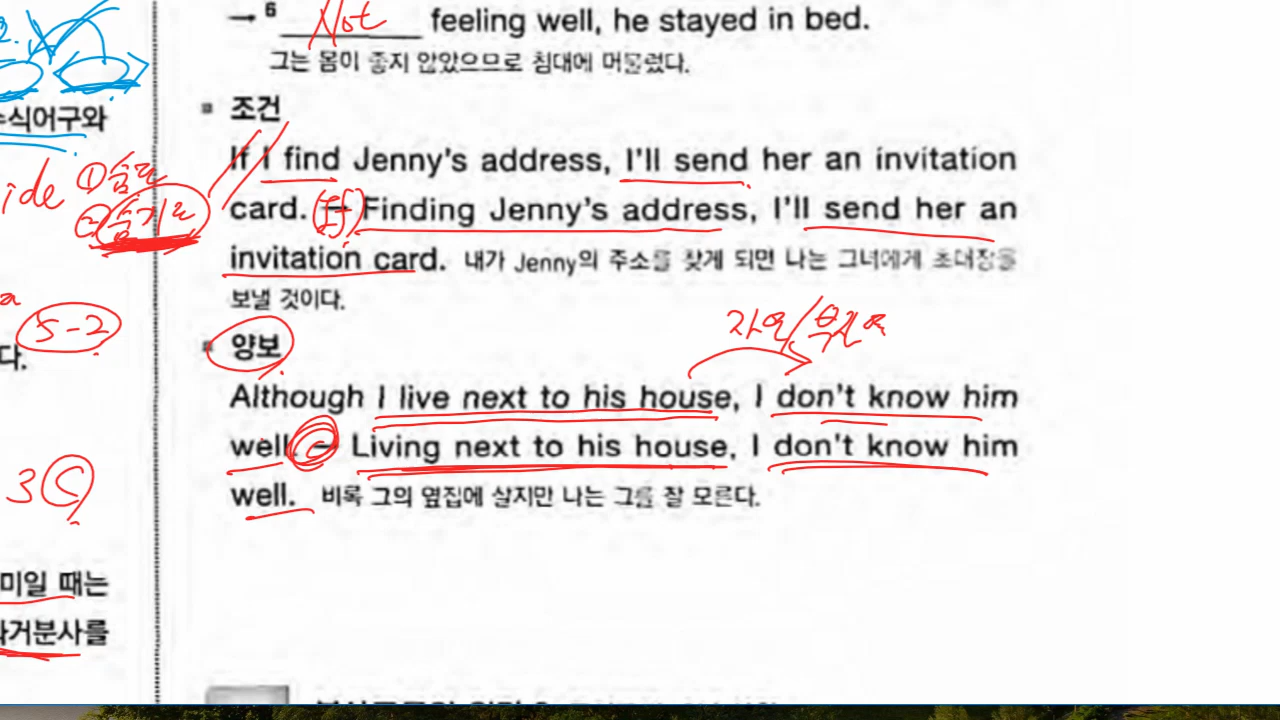 → 6 Not feeling well, he stayed in bed.
그는 몸이 좋지 않았으므로 침대에 머물렀다.
조건
If I find Jenny's address, I'll send her an invitation
card. (If) → Finding Jenny's address, I'll send her an
invitation card. 내가 Jenny의 주소를 찾게 되면 나는 그녀에게 초대장을
보낼 것이다.
양보
Although I live next to his house, I don't know him
well. → Living next to his house, I don't know him
well. 비록 그의 옆집에 살지만 나는 그를 잘 모른다.
식어구와
ide
5-2
다.
3 C
미일 때는
과거분사를